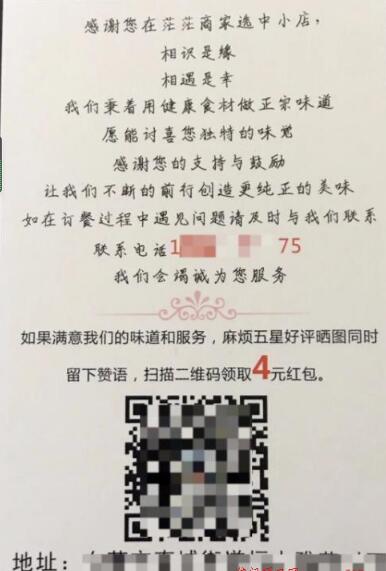 感谢您在茫茫商家选中小店，
相识是缘
相遇是幸
我们秉着用健康食材做正宗味道
愿能讨喜您独特的味觉
感谢您的支持与鼓励
让我们不断的前行创造更纯正的美味
如在订餐过程中遇见问题请及时与我们联系
联系电话1 75
我们会竭诚为您服务
如果满意我们的味道和服务，麻烦五星好评晒图同时
留下赞语，扫描二维码领取4元红包。
地址：